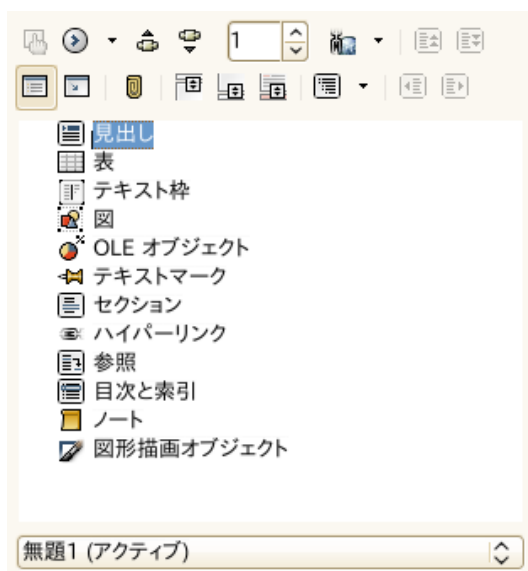 1
見出し
表
テキスト枠
図
OLE オブジェクト
テキストマーク
セクション
ハイパーリンク
参照
目次と索引
ノート
図形描画オブジェクト
無題1 (アクティブ)